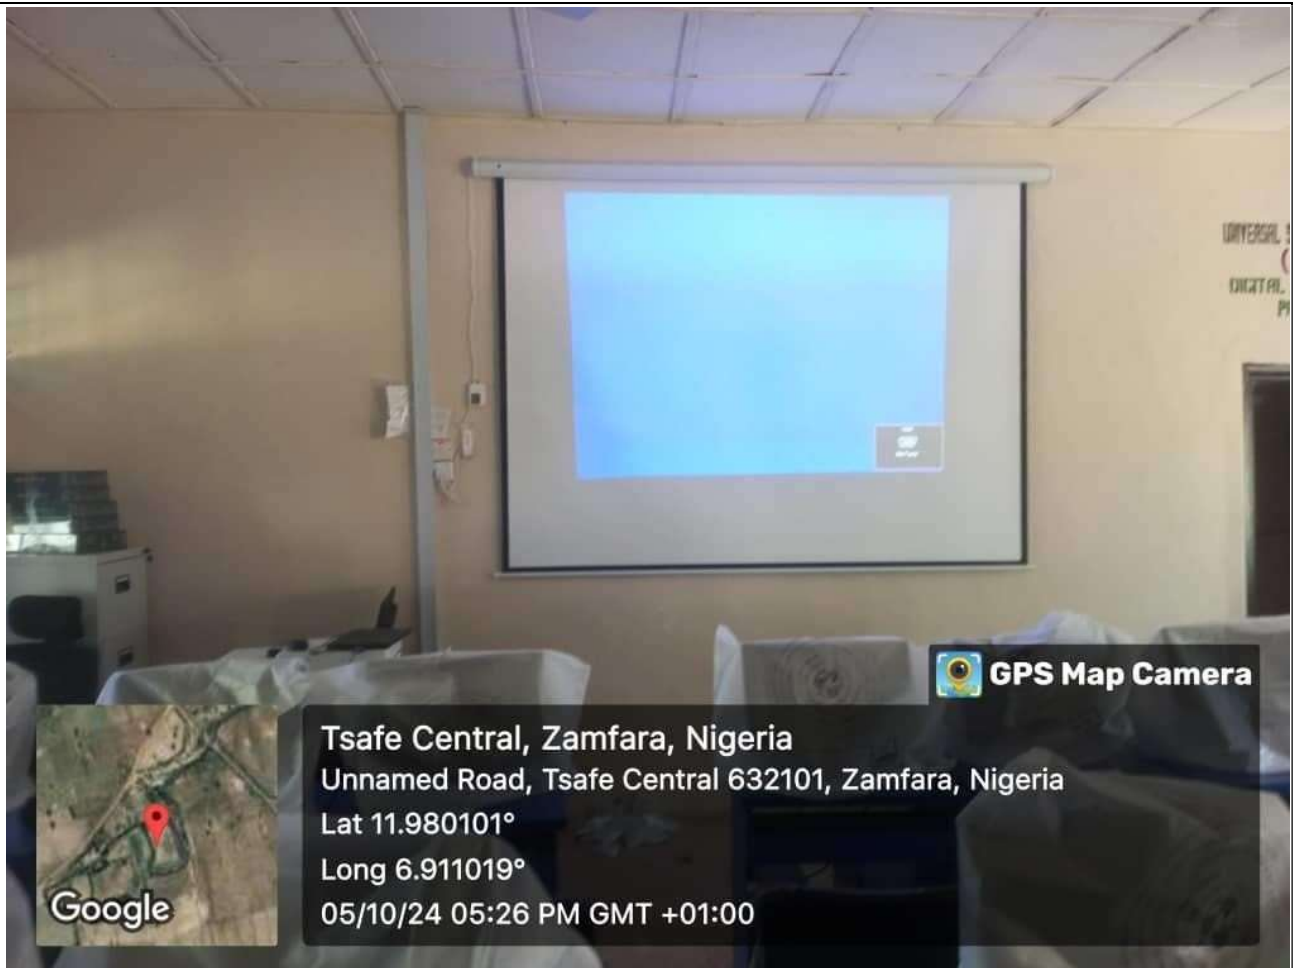 UNIVERSAL
DIGITAL
GPS Map Camera
Tsafe Central, Zamfara, Nigeria
Unnamed Road, Tsafe Central 632101, Zamfara, Nigeria
Lat 11.980101°
Long 6.911019°
05/10/24 05:26 PM GMT +01:00
Google